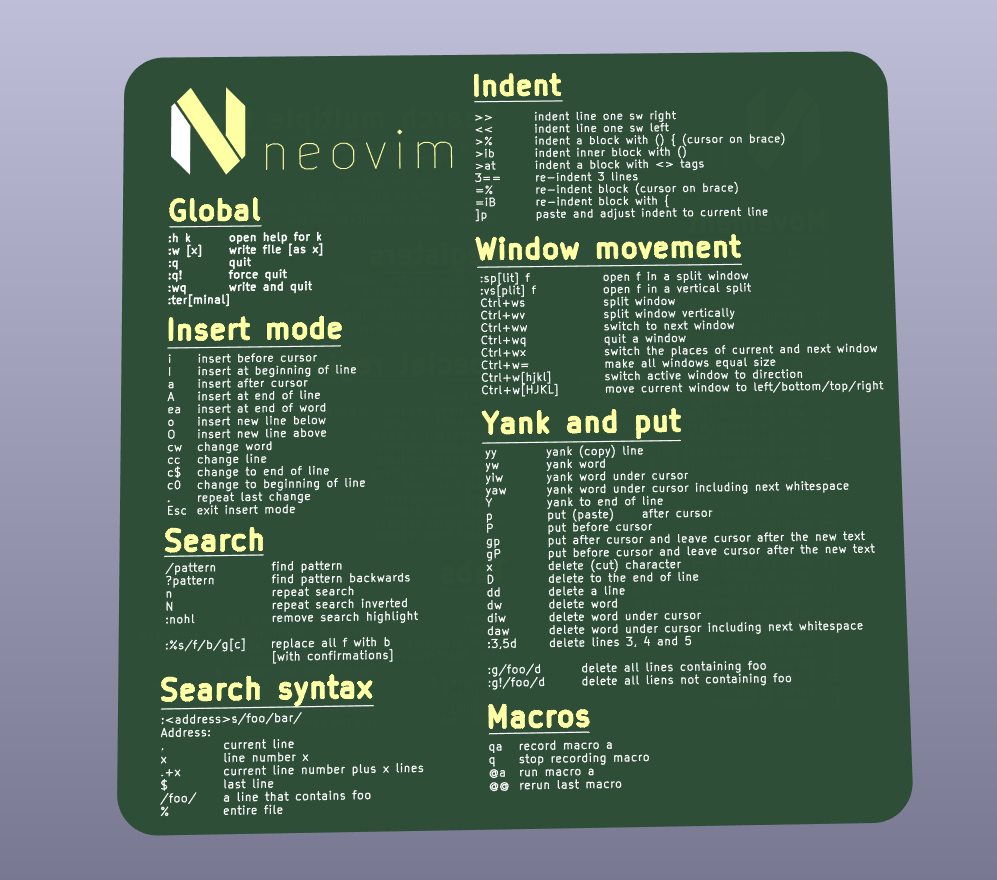 neovim
Global
:h k open help for k
:w [x] write file [as x]
:q quit
:q! force quit
:wq write and quit
:ter[minal]
Insert mode
i insert before cursor
I insert at beginning of line
a insert after cursor
A insert at end of line
ea insert at end of word
o insert new line below
O insert new line above
cw change word
cc change line
c$ change to end of line
c0 change to beginning of line
. repeat last change
Esc exit insert mode
Search
/pattern find pattern
?pattern find pattern backwards
n repeat search
N repeat search inverted
:nohl remove search highlight
:%s/f/b/g[c] replace all f with b
[with confirmations]
Search syntax
:<address>s/foo/bar/
Address:
. current line
x line number x
.+x current line number plus x lines
$ last line
/foo/ a line that contains foo
% entire file
Indent
>> indent line one sw right
<< indent line one sw left
>% indent a block with () { (cursor on brace)
>ib indent inner block with ()
>at indent a block with <> tags
3== re-indent 3 lines
=% re-indent block (cursor on brace)
=iB re-indent block with {
]p paste and adjust indent to current line
Window movement
:sp[lit] f open f in a split window
:vs[plit] f open f in a vertical split
Ctrl+ws split window
Ctrl+wv split window vertically
Ctrl+ww switch to next window
Ctrl+wq quit a window
Ctrl+wx switch the places of current and next window
Ctrl+w= make all windows equal size
Ctrl+w[hjkl] switch active window to direction
Ctrl+w[HJKL] move current window to left/bottom/top/right
Yank and put
yy yank (copy) line
yw yank word
yiw yank word under cursor
yaw yank word under cursor including next whitespace
Y yank to end of line
p put (paste) after cursor
P put before cursor
gp put after cursor and leave cursor after the new text
gP put before cursor and leave cursor after the new text
x delete (cut) character
D delete to the end of line
dd delete a line
dw delete word
diw delete word under cursor
daw delete word under cursor including next whitespace
:3,5d delete lines 3, 4 and 5
:g/foo/d delete all lines containing foo
:g!/foo/d delete all liens not containing foo
Macros
qa record macro a
q stop recording macro
@a run macro a
@@ rerun last macro